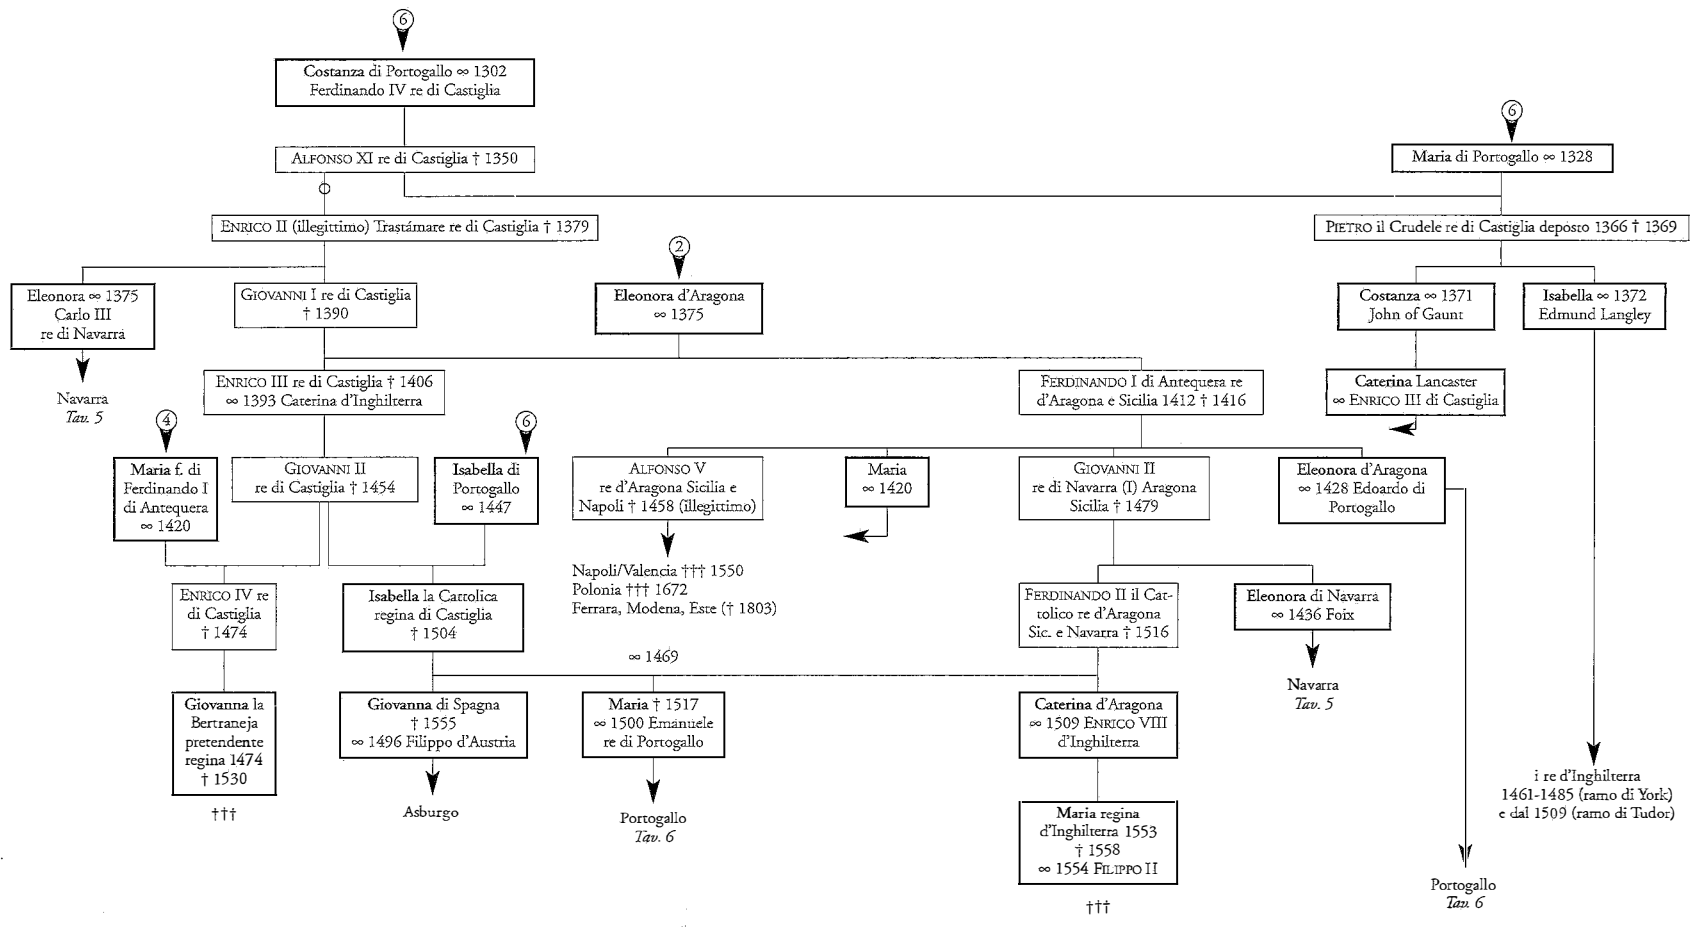 6
Costanza di Portogallo ∞ 1302
Ferdinando IV re di Castiglia
6
ALFONSO XI re di Castiglia † 1350
Maria di Portogallo ∞ 1328
ENRICO II (illegittimo) Trastámare re di Castiglia † 1379
PIETRO il Crudele re di Castiglia deposto 1366 † 1369
2
Eleonora ∞ 1375
Carlo III
re di Navarra
GIOVANNI I re di Castiglia
† 1390
Eleonora d'Aragona
∞ 1375
Costanza ∞ 1371
John of Gaunt
Isabella ∞ 1372
Edmund Langley
Navarra
Tav. 5
ENRICO III re di Castiglia † 1406
∞ 1393 Caterina d'Inghilterra
FERDINANDO I di Antequera re
d'Aragona e Sicilia 1412 † 1416
Caterina Lancaster
∞ ENRICO III di Castiglia
4
6
Maria f. di
Ferdinando I
di Antequera
∞ 1420
GIOVANNI II
re di Castiglia † 1454
Isabella di
Portogallo
∞ 1447
ALFONSO V
re d'Aragona Sicilia e
Napoli † 1458 (illegittimo)
Maria
∞ 1420
GIOVANNI II
re di Navarra (I) Aragona
Sicilia † 1479
Eleonora d'Aragona
∞ 1428 Edoardo di
Portogallo
Napoli/Valencia ††† 1550
Polonia ††† 1672
Ferrara, Modena, Este († 1803)
ENRICO IV re
di Castiglia
† 1474
Isabella la Cattolica
regina di Castiglia
† 1504
FERDINANDO II il Cat-
tolico re d'Aragona
Sic. e Navarra † 1516
Eleonora di Navarra
∞ 1436 Foix
∞ 1469
Navarra
Tav. 5
Giovanna la
Bertraneja
pretendente
regina 1474
† 1530
Giovanna di Spagna
† 1555
∞ 1496 Filippo d'Austria
Maria † 1517
∞ 1500 Emanuele
re di Portogallo
Caterina d'Aragona
∞ 1509 ENRICO VIII
d'Inghilterra
†††
Asburgo
Portogallo
Tav. 6
Maria regina
d'Inghilterra 1553
† 1558
∞ 1554 FILIPPO II
†††
i re d'Inghilterra
1461-1485 (ramo di York)
e dal 1509 (ramo di Tudor)
Portogallo
Tav. 6